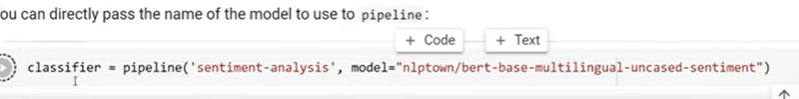 ou can directly pass the name of the model to use to pipeline:
+ Code + Text
classifier = pipeline('sentiment-analysis', model="nlptown/bert-base-multilingual-uncased-sentiment")